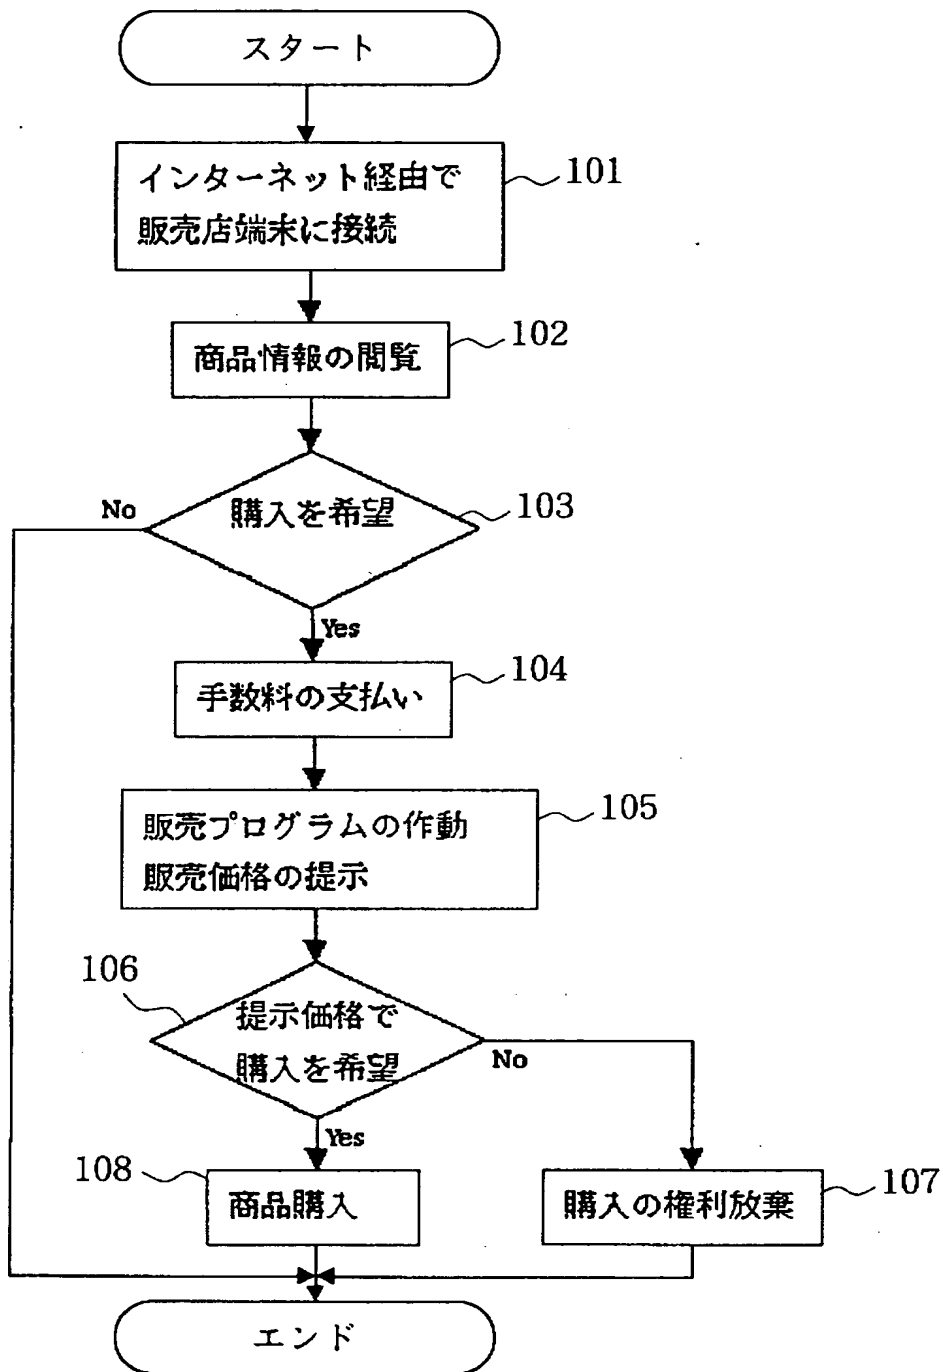 スタート
インターネット経由で
販売店端末に接続
101
商品情報の閲覧
102
購入を希望
103
No
Yes
手数料の支払い
104
販売プログラムの作動
販売価格の提示
105
106
提示価格で
購入を希望
No
Yes
108
商品購入
購入の権利放棄
107
エンド